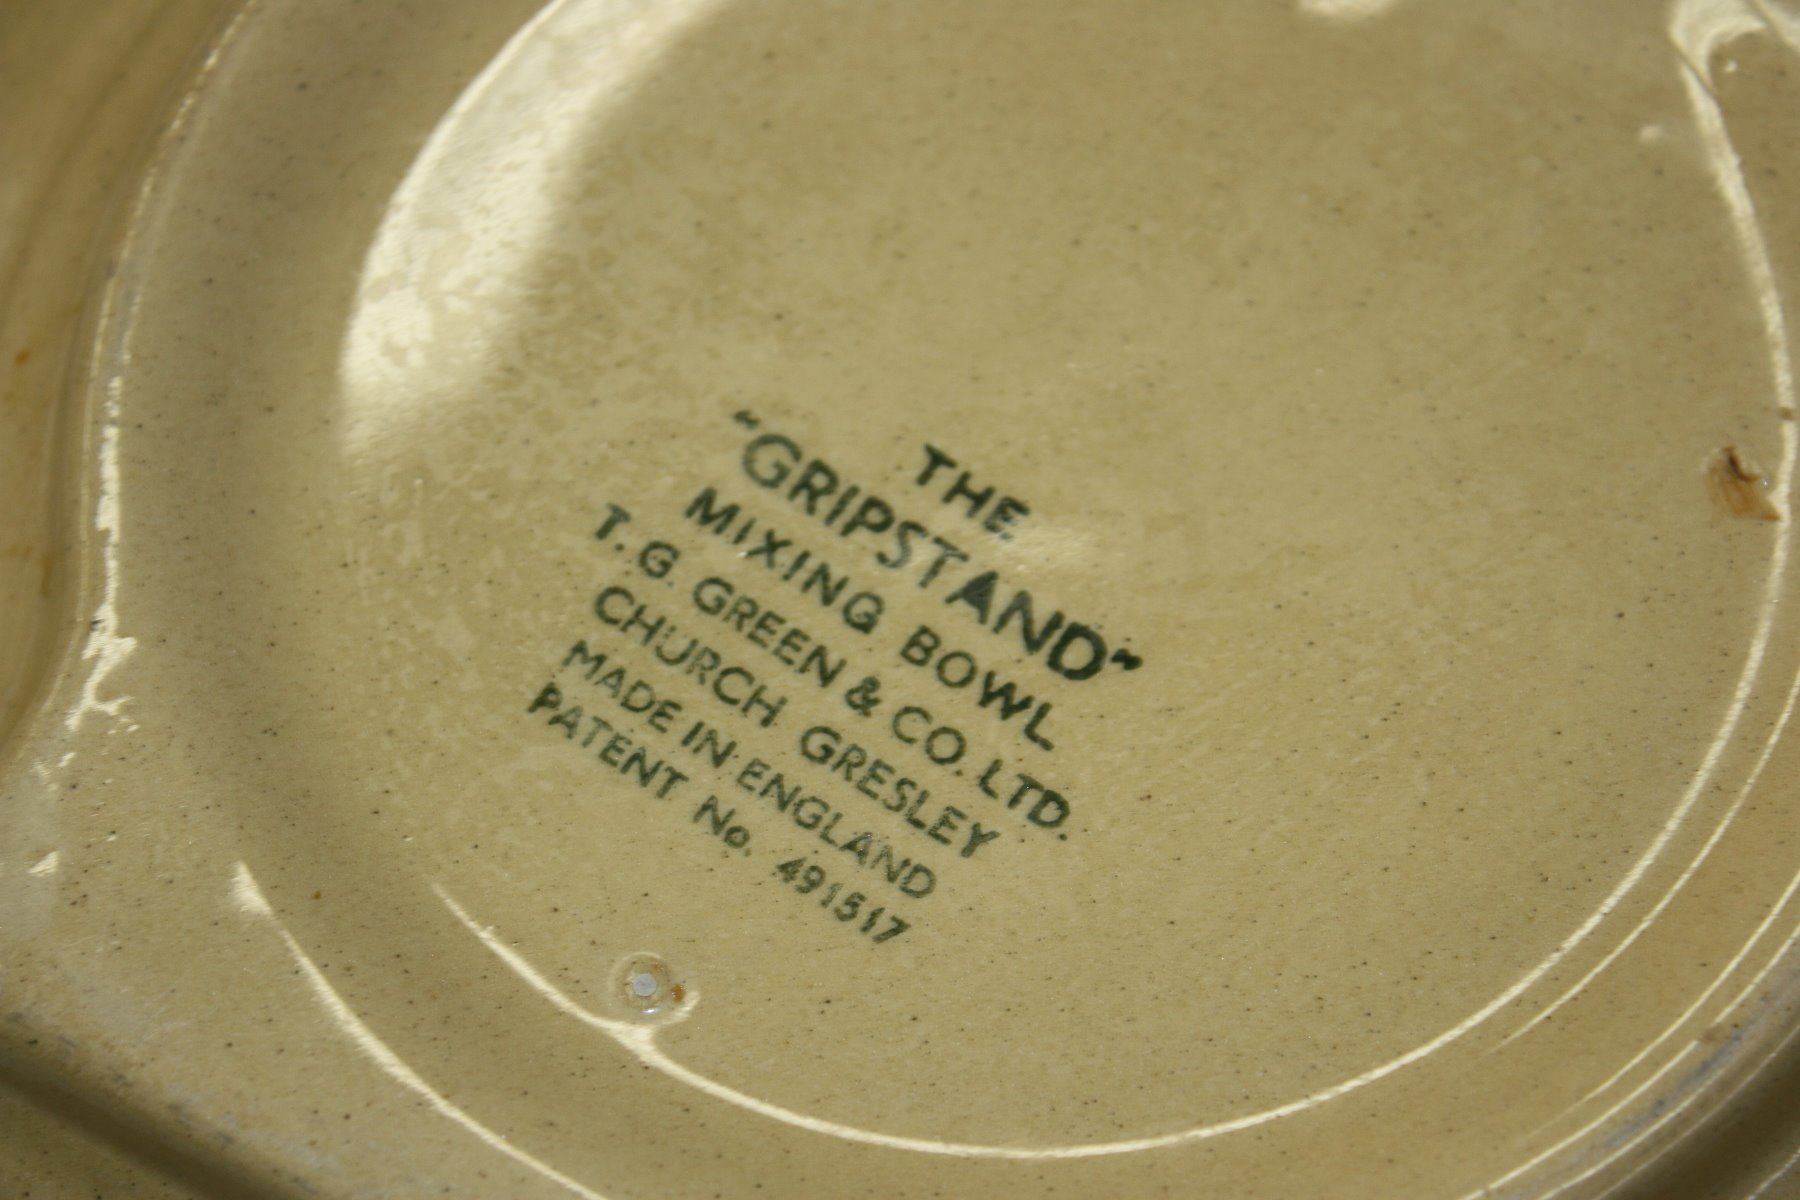 THE
"GRIPSTAND"
MIXING BOWL
T. G. GREEN & CO. LTD.
CHURCH GRESLEY
MADE IN ENGLAND
PATENT No. 491517